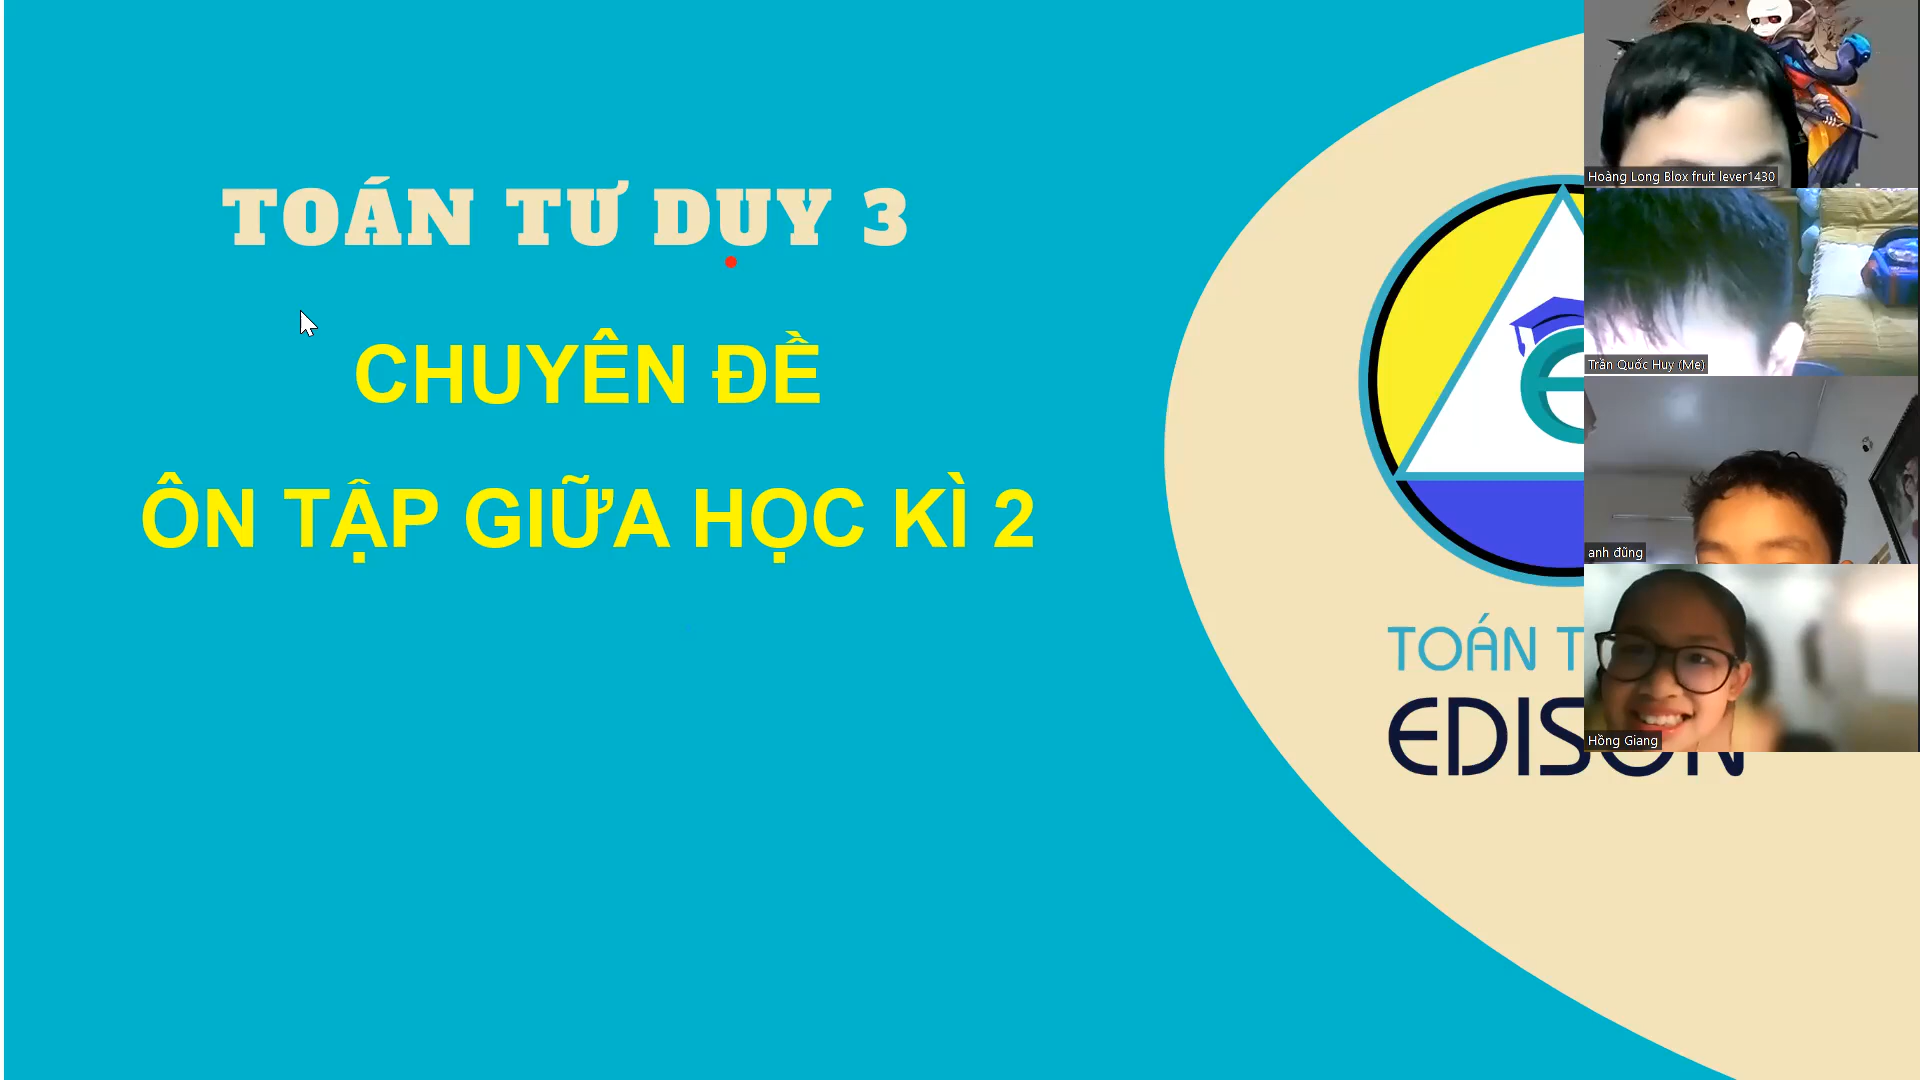 TOÁN TƯ DUY 3
CHUYÊN ĐỀ
ÔN TẬP GIỮA HỌC KÌ 2
e
TOÁN T
EDISON
Hoàng Long Blox fruit lever1430
Trần Quốc Huy (Me)
anh đũng
Hồng Giang